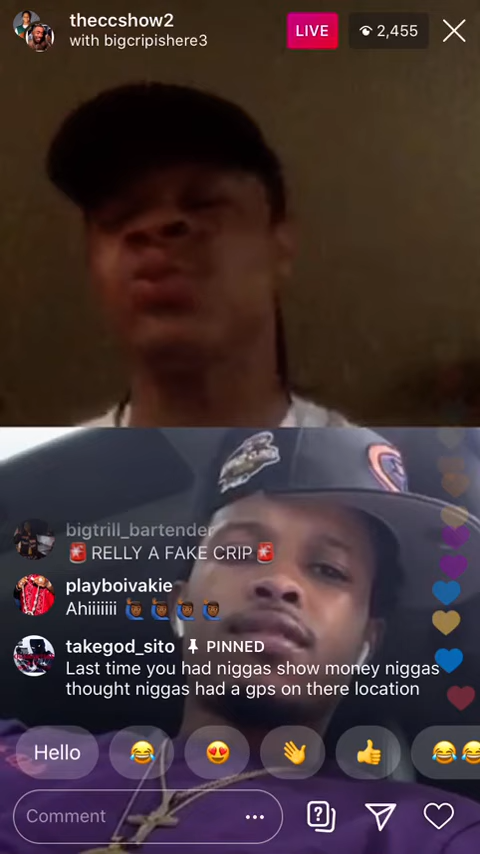 theccshow2
with bigcripishere3
LIVE
2,455
bigtrill_bartender
🚨RELLY A FAKE CRIP🚨
playboivakie
Ahiiiiiii 🙋🏾‍♂️🙋🏾‍♂️🙋🏾‍♂️🙋🏾‍♂️
takegod_sito PINNED
Last time you had niggas show money niggas
thought niggas had a gps on there location
Hello
Comment